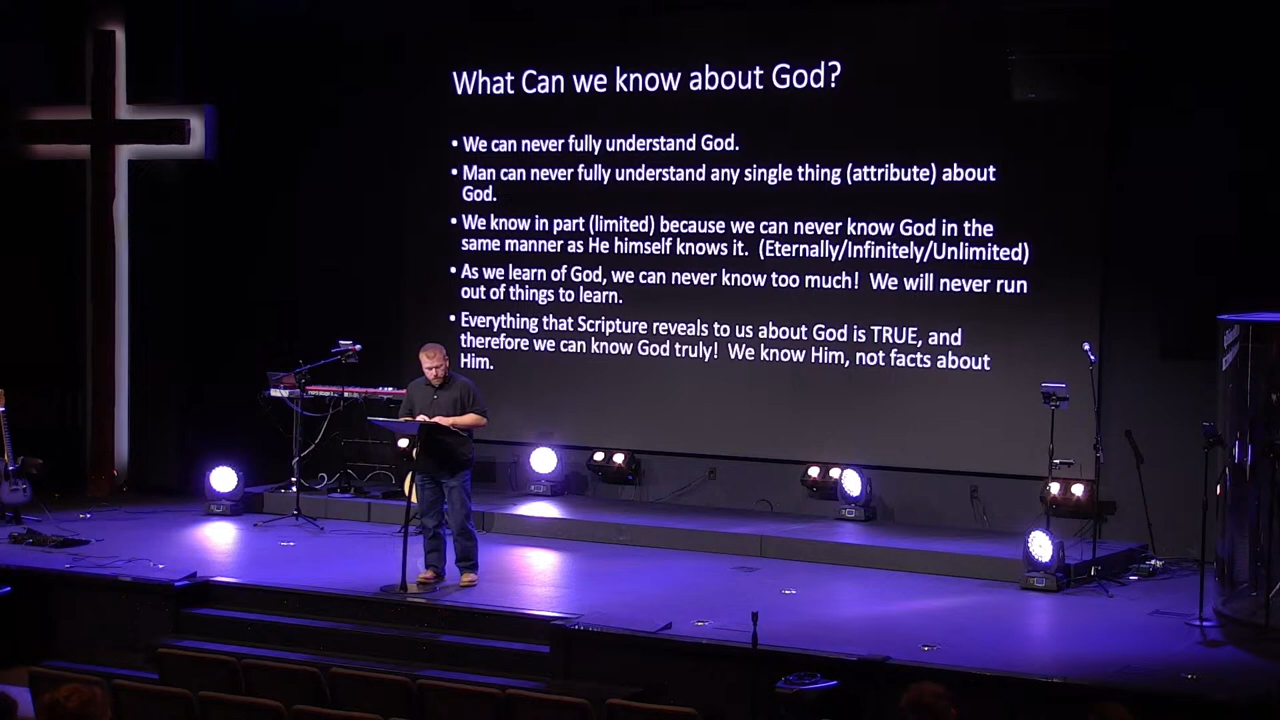 What Can we know about God?
• We can never fully understand God.
• Man can never fully understand any single thing (attribute) about
God.
• We know in part (limited) because we can never know God in the
same manner as He himself knows it.  (Eternally/Infinitely/Unlimited)
• As we learn of God, we can never know too much!  We will never run
out of things to learn.
• Everything that Scripture reveals to us about God is TRUE, and
therefore we can know God truly!  We know Him, not facts about
Him.